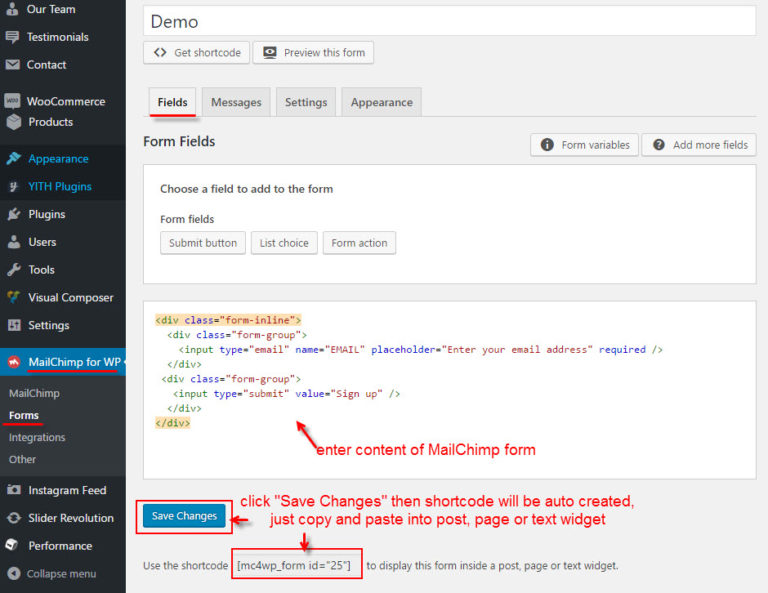 Our Team
Testimonials
Contact
WooCommerce
Products
Appearance
YITH Plugins
Plugins
Users
Tools
Visual Composer
Settings
MailChimp for WP
MailChimp
Forms
Integrations
Other
Instagram Feed
Slider Revolution
Performance
Collapse menu
Demo
<> Get shortcode Preview this form
Fields Messages Settings Appearance
Form Fields
Form variables Add more fields
Choose a field to add to the form
Form fields
Submit button List choice Form action
<div class="form-inline">
<div class="form-group">
<input type="email" name="EMAIL" placeholder="Enter your email address" required />
</div>
<div class="form-group">
<input type="submit" value="Sign up" />
</div>
</div>
enter content of MailChimp form
Save Changes
click "Save Changes" then shortcode will be auto created,
just copy and paste into post, page or text widget
Use the shortcode [mc4wp_form id="25"] to display this form inside a post, page or text widget.